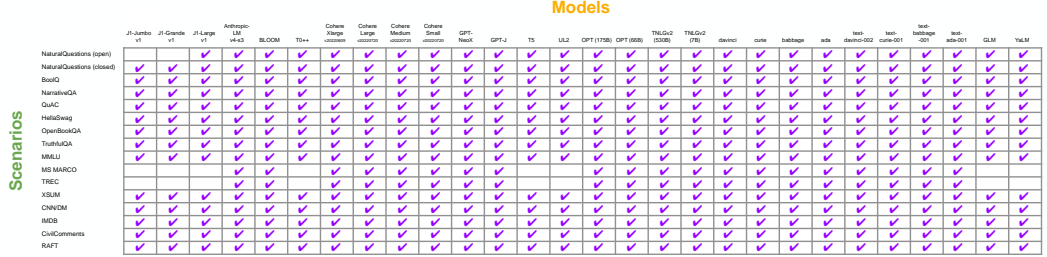 Models
J1-Jumbo v1
J1-Grande v1
J1-Large v1
Anthropic-LM v4-s3
BLOOM
T0++
Cohere Xlarge v20220609
Cohere Large v20220720
Cohere Medium v20220720
Cohere Small v20220720
GPT-NeoX
GPT-J
T5
UL2
OPT (175B)
OPT (66B)
TNLGv2 (530B)
TNLGv2 (7B)
davinci
curie
babbage
ada
text-davinci-002
text-curie-001
text-babbage-001
text-ada-001
GLM
YaLM
Scenarios
NaturalQuestions (open)
NaturalQuestions (closed)
BoolQ
NarrativeQA
QuAC
HellaSwag
OpenBookQA
TruthfulQA
MMLU
MS MARCO
TREC
XSUM
CNN/DM
IMDB
CivilComments
RAFT